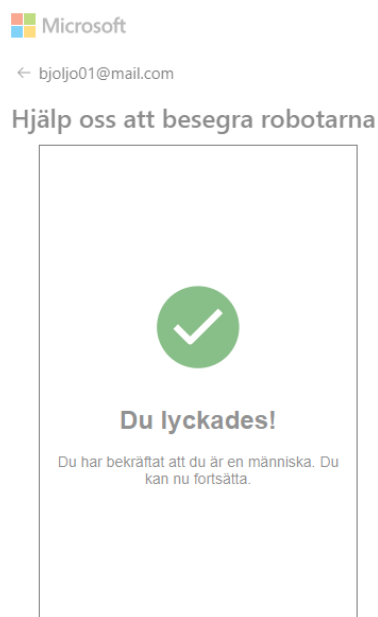 Microsoft
bjoljo01@mail.com
Hjälp oss att besegra robotarna
Du lyckades!
Du har bekräftat att du är en människa. Du
kan nu fortsätta.